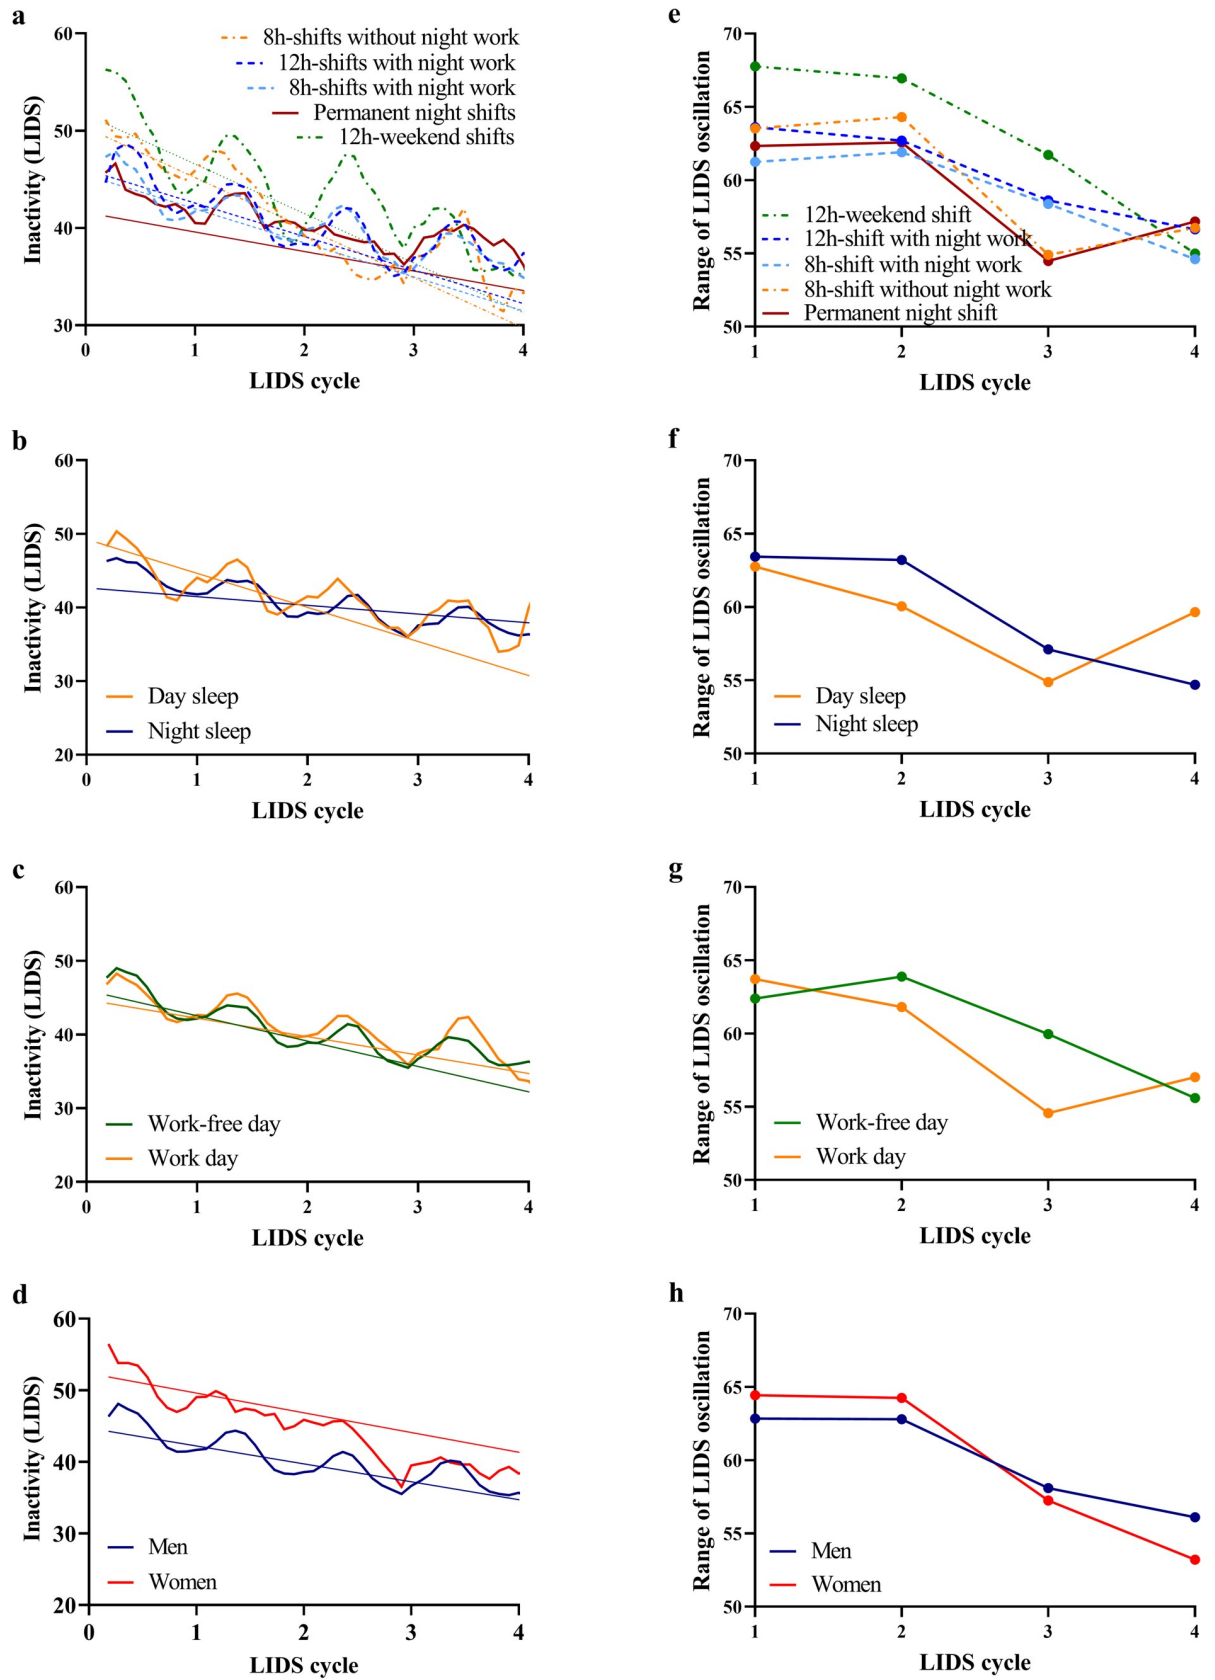 a
60
50
40
30
Inactivity (LIDS)
8h-shifts without night work
12h-shifts with night work
8h-shifts with night work
Permanent night shifts
12h-weekend shifts
0 1 2 3 4
LIDS cycle
e
70
65
60
55
50
Range of LIDS oscillation
12h-weekend shift
12h-shift with night work
8h-shift with night work
8h-shift without night work
Permanent night shift
1 2 3 4
LIDS cycle
b
60
50
40
30
20
Inactivity (LIDS)
Day sleep
Night sleep
0 1 2 3 4
LIDS cycle
f
70
65
60
55
50
Range of LIDS oscillation
Day sleep
Night sleep
1 2 3 4
LIDS cycle
c
60
50
40
30
20
Inactivity (LIDS)
Work-free day
Work day
0 1 2 3 4
LIDS cycle
g
70
65
60
55
50
Range of LIDS oscillation
Work-free day
Work day
1 2 3 4
LIDS cycle
d
60
50
40
30
20
Inactivity (LIDS)
Men
Women
0 1 2 3 4
LIDS cycle
h
70
65
60
55
50
Range of LIDS oscillation
Men
Women
1 2 3 4
LIDS cycle